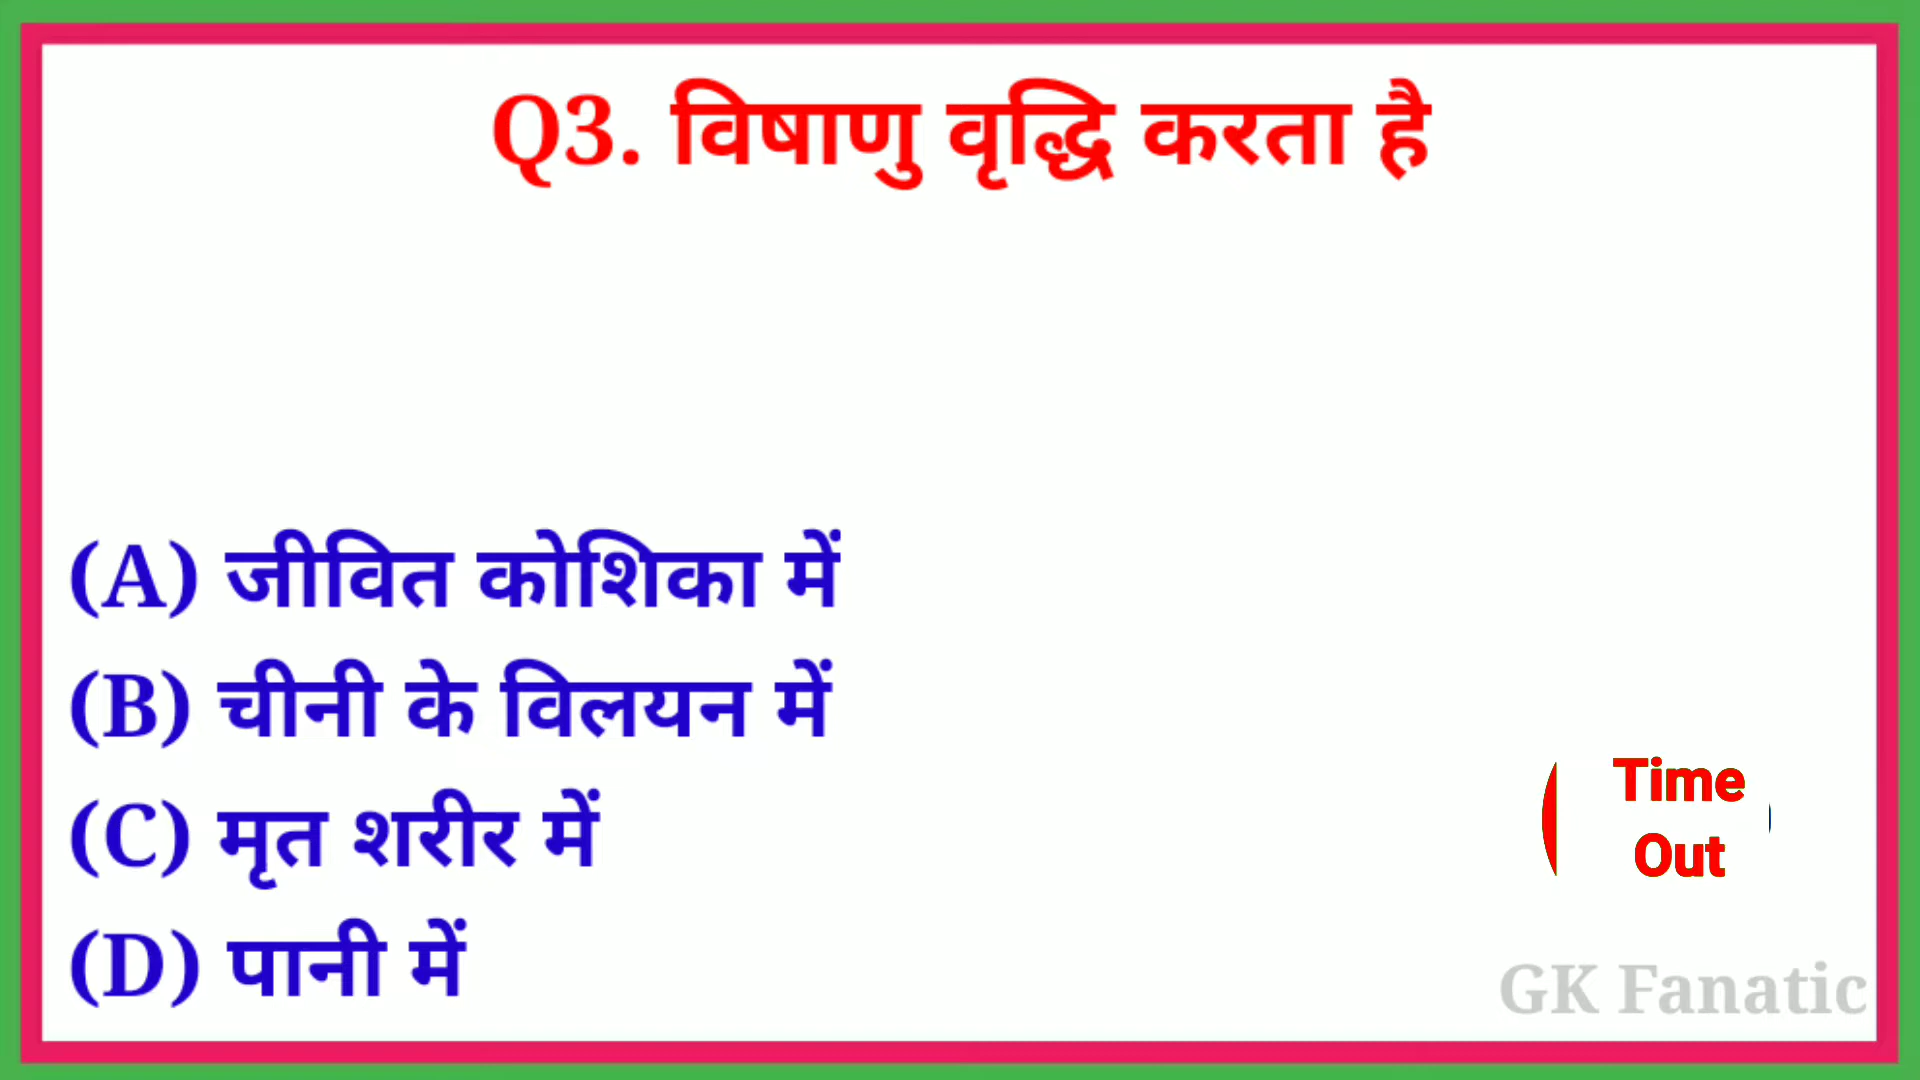 Q3. विषाणु वृद्धि करता है
(A) जीवित कोशिका में
(B) चीनी के विलयन में
(C) मृत शरीर में
(D) पानी में
Time
Out
GK Fanatic